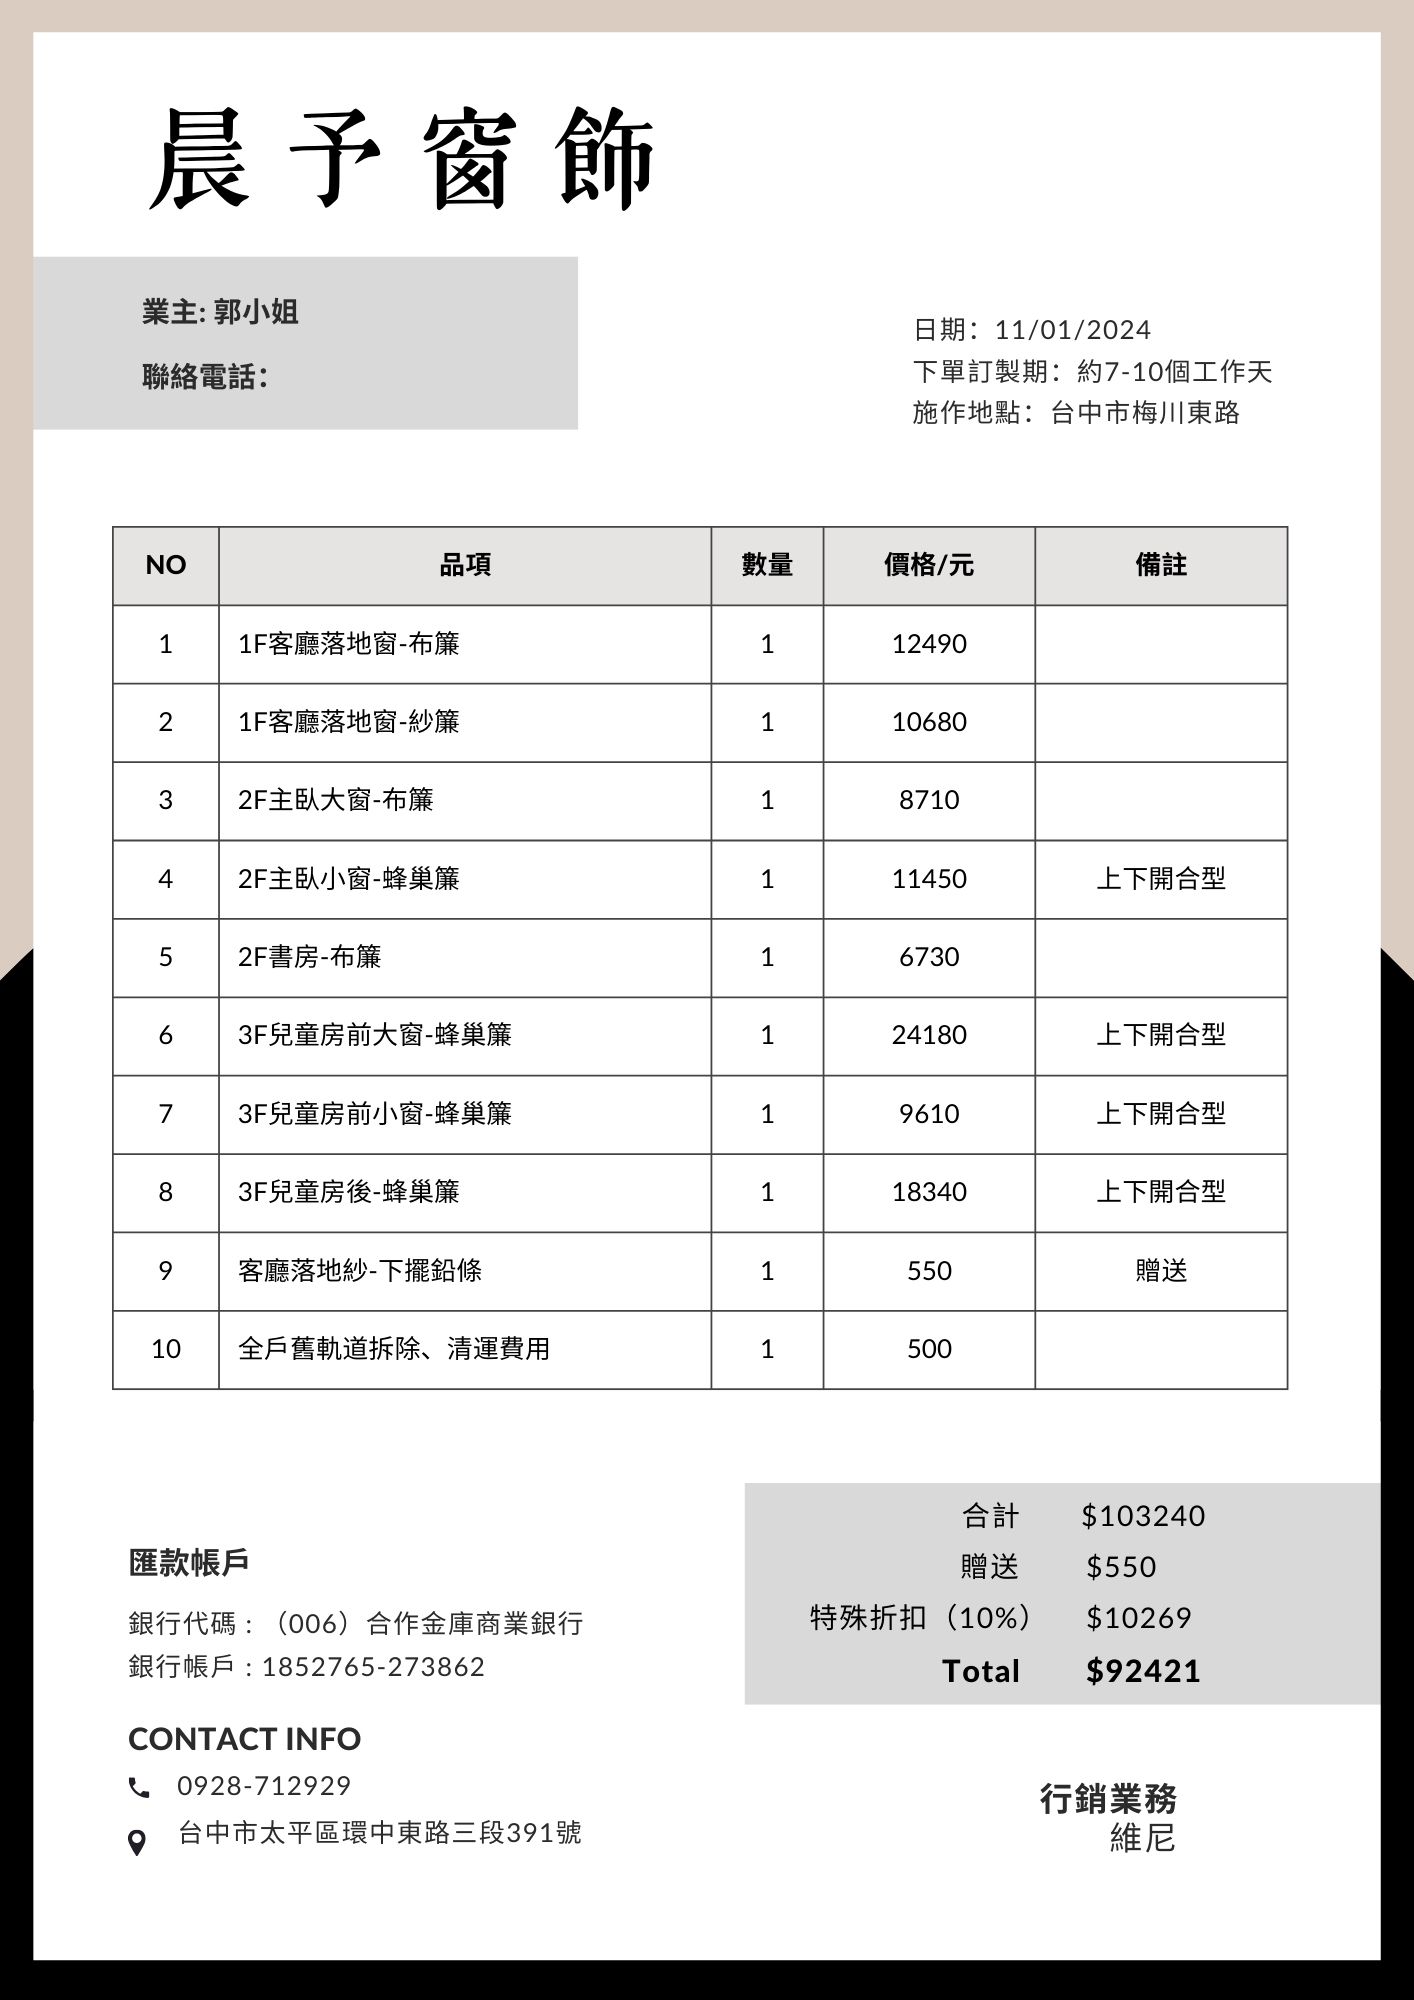 晨予窗飾
業主: 郭小姐
聯絡電話：
日期：11/01/2024
下單訂製期：約7-10個工作天
施作地點：台中市梅川東路
NO 品項 數量 價格/元 備註
1 1F客廳落地窗-布簾 1 12490
2 1F客廳落地窗-紗簾 1 10680
3 2F主臥大窗-布簾 1 8710
4 2F主臥小窗-蜂巢簾 1 11450 上下開合型
5 2F書房-布簾 1 6730
6 3F兒童房前大窗-蜂巢簾 1 24180 上下開合型
7 3F兒童房前小窗-蜂巢簾 1 9610 上下開合型
8 3F兒童房後-蜂巢簾 1 18340 上下開合型
9 客廳落地紗-下擺鉛條 1 550 贈送
10 全戶舊軌道拆除、清運費用 1 500
合計 $103240
贈送 $550
特殊折扣（10%） $10269
Total $92421
匯款帳戶
銀行代碼 : （006）合作金庫商業銀行
銀行帳戶 : 1852765-273862
CONTACT INFO
0928-712929
台中市太平區環中東路三段391號
行銷業務
維尼